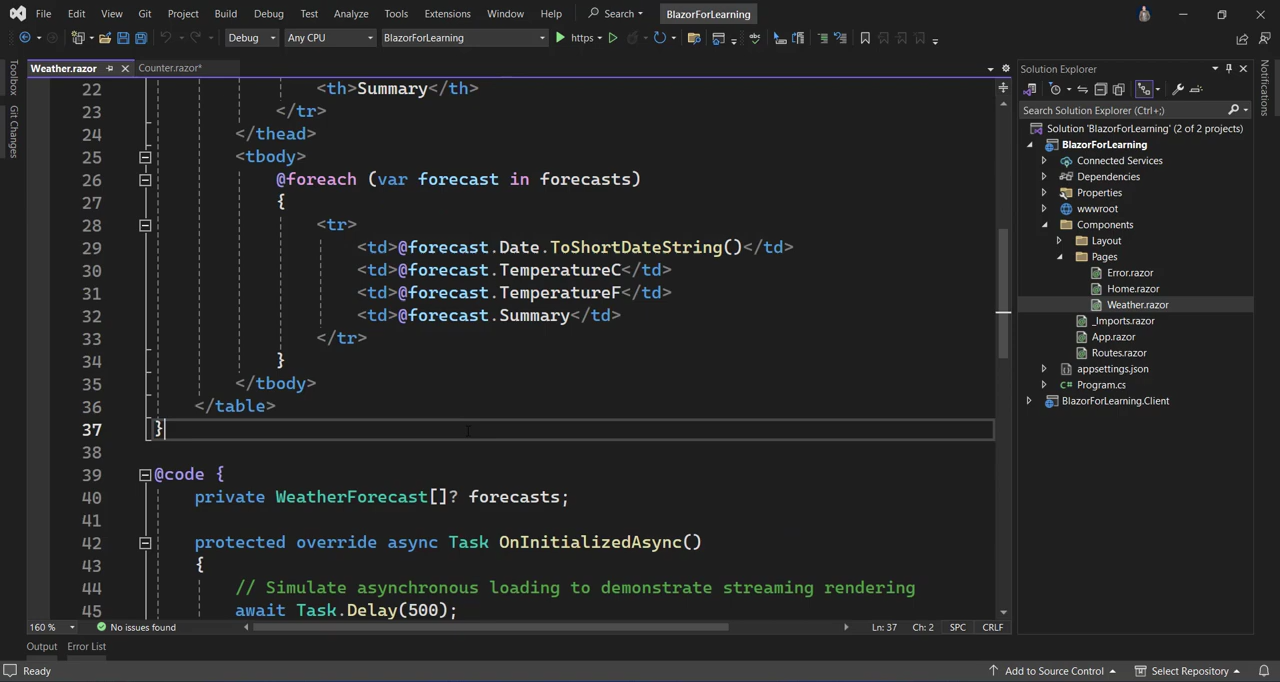 File Edit View Git Project Build Debug Test Analyze Tools Extensions Window Help Search BlazorForLearning
Debug Any CPU BlazorForLearning https
Toolbox
Git Changes
Weather.razor Counter.razor*
22 <th>Summary</th>
23 </tr>
24 </thead>
25 <tbody>
26 @foreach (var forecast in forecasts)
27 {
28 <tr>
29 <td>@forecast.Date.ToShortDateString()</td>
30 <td>@forecast.TemperatureC</td>
31 <td>@forecast.TemperatureF</td>
32 <td>@forecast.Summary</td>
33 </tr>
34 }
35 </tbody>
36 </table>
37 }
38
39 @code {
40 private WeatherForecast[]? forecasts;
41
42 protected override async Task OnInitializedAsync()
43 {
44 // Simulate asynchronous loading to demonstrate streaming rendering
45 await Task.Delay(500);
160 % No issues found Ln: 37 Ch: 2 SPC CRLF
Solution Explorer
Search Solution Explorer (Ctrl+;)
Solution 'BlazorForLearning' (2 of 2 projects)
BlazorForLearning
Connected Services
Dependencies
Properties
wwwroot
Components
Layout
Pages
Error.razor
Home.razor
Weather.razor
_Imports.razor
App.razor
Routes.razor
appsettings.json
C# Program.cs
BlazorForLearning.Client
Notifications
Output Error List
Ready Add to Source Control Select Repository